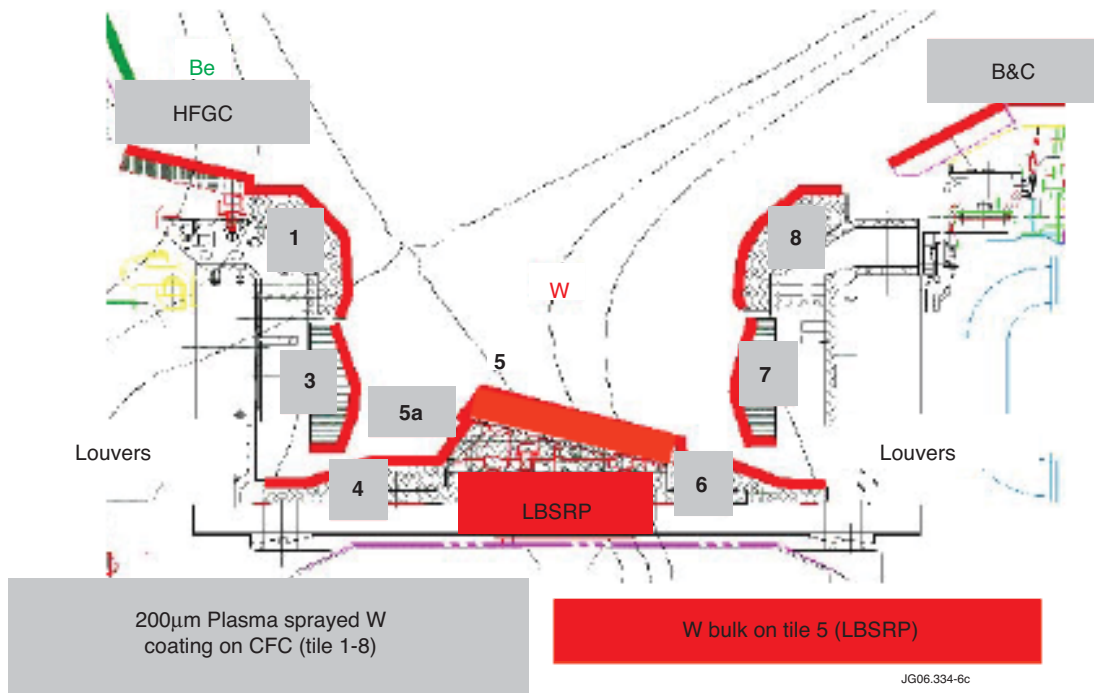 Be
B&C
HFGC
1
8
W
5
3
7
5a
Louvers
Louvers
4
6
LBSRP
200μm Plasma sprayed W
coating on CFC (tile 1-8)
W bulk on tile 5 (LBSRP)
JG06.334-6c